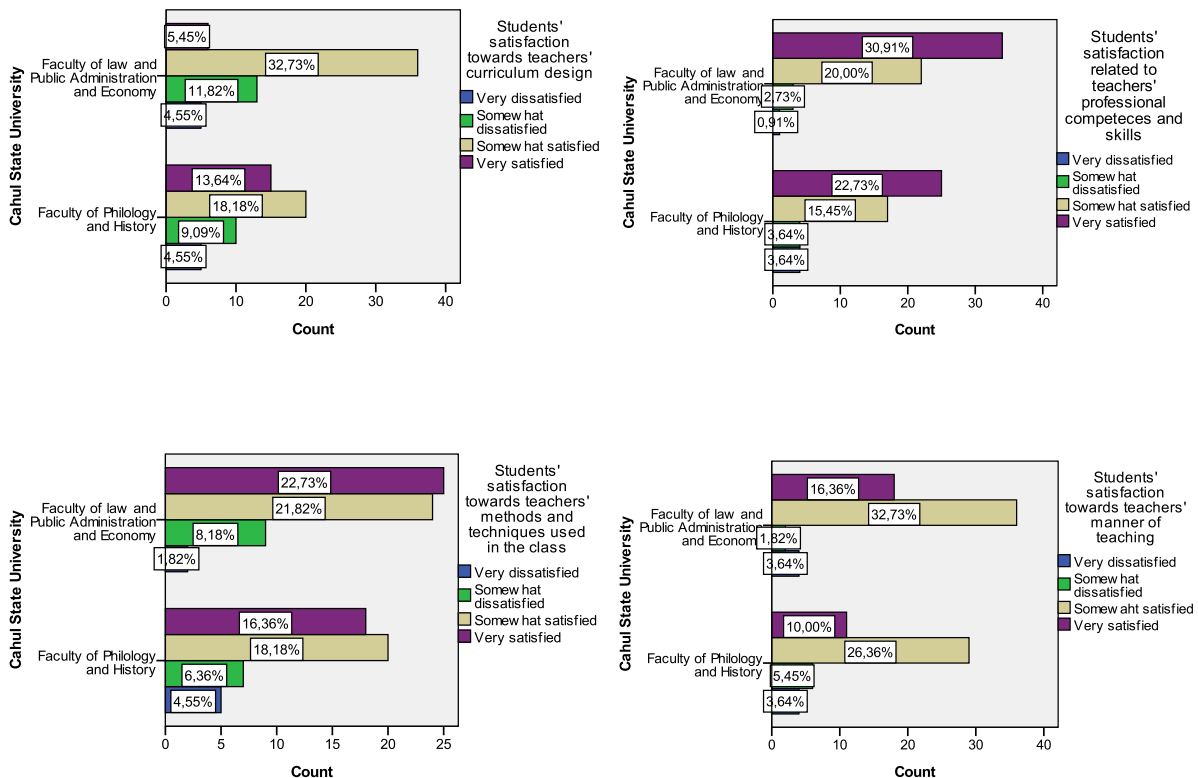 Students'
satisfaction
towards teachers'
curriculum design
Very dissatisfied
Somew hat
dissatisfied
Somew hat satisfied
Very satisfied
Cahul State University
Faculty of law and
Public Administration
and Economy
5,45%
32,73%
11,82%
4,55%
Faculty of Philology
and History
13,64%
18,18%
9,09%
4,55%
0 10 20 30 40
Count
Students'
satisfaction
related to
teachers'
professional
competeces and
skills
Very dissatisfied
Somew hat
dissatisfied
Somew hat satisfied
Very satisfied
Cahul State University
Faculty of law and
Public Administration
and Economy
30,91%
20,00%
2,73%
0,91%
Faculty of Philology
and History
22,73%
15,45%
3,64%
3,64%
0 10 20 30 40
Count
Students'
satisfaction
towards teachers'
methods and
techniques used
in the class
Very dissatisfied
Somew hat
dissatisfied
Somew hat satisfied
Very satisfied
Cahul State University
Faculty of law and
Public Administration
and Economy
22,73%
21,82%
8,18%
1,82%
Faculty of Philology
and History
16,36%
18,18%
6,36%
4,55%
0 5 10 15 20 25
Count
Students'
satisfaction
towards teachers'
manner of
teaching
Very dissatisfied
Somew hat
dissatisfied
Somew aht satisfied
Very satisfied
Cahul State University
Faculty of law and
Public Administration
and Economy
16,36%
32,73%
1,82%
3,64%
Faculty of Philology
and History
10,00%
26,36%
5,45%
3,64%
0 10 20 30 40
Count